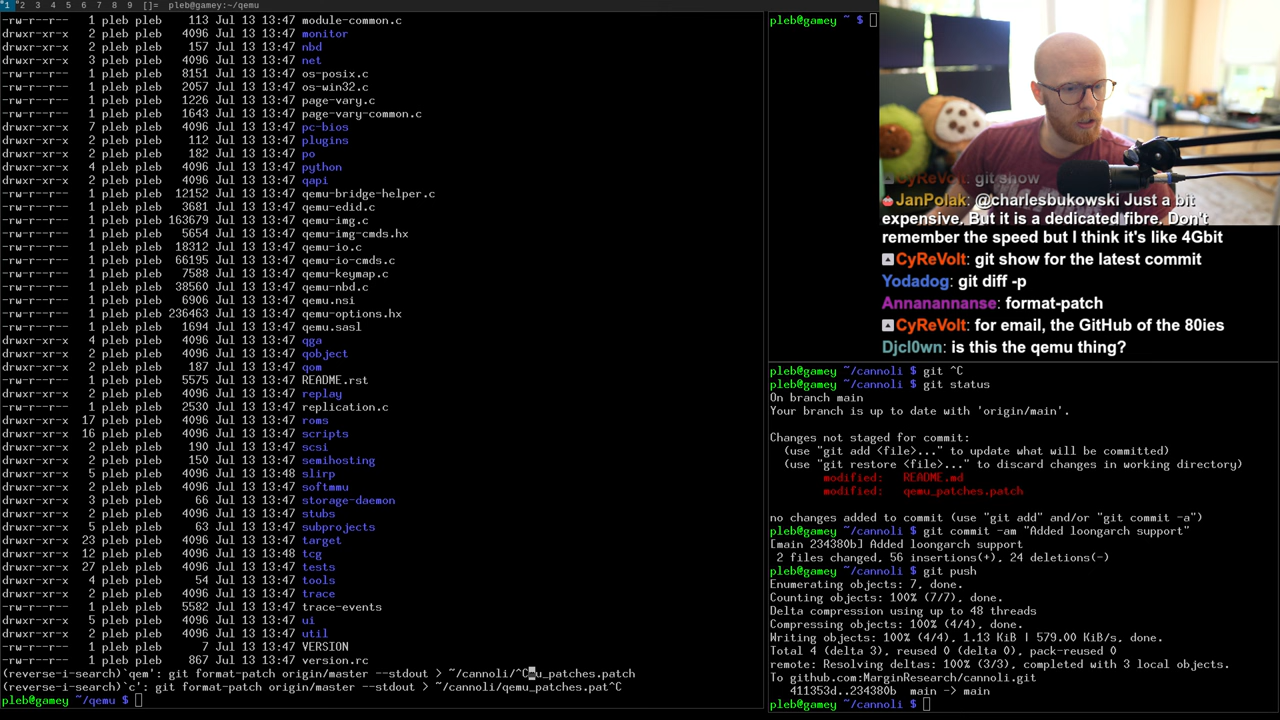 1 2 3 4 5 6 7 8 9 []= pleb@gamey:~/qemu
-rw-r--r-- 1 pleb pleb 113 Jul 13 13:47 module-common.c
drwxr-xr-x 2 pleb pleb 4096 Jul 13 13:47 monitor
drwxr-xr-x 2 pleb pleb 157 Jul 13 13:47 nbd
drwxr-xr-x 3 pleb pleb 4096 Jul 13 13:47 net
-rw-r--r-- 1 pleb pleb 8151 Jul 13 13:47 os-posix.c
-rw-r--r-- 1 pleb pleb 2057 Jul 13 13:47 os-win32.c
-rw-r--r-- 1 pleb pleb 1226 Jul 13 13:47 page-vary.c
-rw-r--r-- 1 pleb pleb 1643 Jul 13 13:47 page-vary-common.c
drwxr-xr-x 7 pleb pleb 4096 Jul 13 13:47 pc-bios
drwxr-xr-x 2 pleb pleb 112 Jul 13 13:47 plugins
drwxr-xr-x 2 pleb pleb 182 Jul 13 13:47 po
drwxr-xr-x 4 pleb pleb 4096 Jul 13 13:47 python
drwxr-xr-x 2 pleb pleb 4096 Jul 13 13:47 qapi
-rw-r--r-- 1 pleb pleb 12152 Jul 13 13:47 qemu-bridge-helper.c
-rw-r--r-- 1 pleb pleb 3681 Jul 13 13:47 qemu-edid.c
-rw-r--r-- 1 pleb pleb 163679 Jul 13 13:47 qemu-img.c
-rw-r--r-- 1 pleb pleb 5654 Jul 13 13:47 qemu-img-cmds.hx
-rw-r--r-- 1 pleb pleb 18312 Jul 13 13:47 qemu-io.c
-rw-r--r-- 1 pleb pleb 66195 Jul 13 13:47 qemu-io-cmds.c
-rw-r--r-- 1 pleb pleb 7588 Jul 13 13:47 qemu-keymap.c
-rw-r--r-- 1 pleb pleb 38560 Jul 13 13:47 qemu-nbd.c
-rw-r--r-- 1 pleb pleb 6906 Jul 13 13:47 qemu.nsi
-rw-r--r-- 1 pleb pleb 236463 Jul 13 13:47 qemu-options.hx
-rw-r--r-- 1 pleb pleb 1694 Jul 13 13:47 qemu.sasl
drwxr-xr-x 4 pleb pleb 4096 Jul 13 13:47 qga
drwxr-xr-x 2 pleb pleb 4096 Jul 13 13:47 qobject
drwxr-xr-x 2 pleb pleb 187 Jul 13 13:47 qom
-rw-r--r-- 1 pleb pleb 5575 Jul 13 13:47 README.rst
drwxr-xr-x 2 pleb pleb 4096 Jul 13 13:47 replay
-rw-r--r-- 1 pleb pleb 2530 Jul 13 13:47 replication.c
drwxr-xr-x 17 pleb pleb 4096 Jul 13 13:47 roms
drwxr-xr-x 16 pleb pleb 4096 Jul 13 13:47 scripts
drwxr-xr-x 2 pleb pleb 190 Jul 13 13:47 scsi
drwxr-xr-x 2 pleb pleb 150 Jul 13 13:47 semihosting
drwxr-xr-x 5 pleb pleb 4096 Jul 13 13:48 slirp
drwxr-xr-x 2 pleb pleb 4096 Jul 13 13:47 softmmu
drwxr-xr-x 3 pleb pleb 66 Jul 13 13:47 storage-daemon
drwxr-xr-x 2 pleb pleb 4096 Jul 13 13:47 stubs
drwxr-xr-x 5 pleb pleb 63 Jul 13 13:47 subprojects
drwxr-xr-x 23 pleb pleb 4096 Jul 13 13:47 target
drwxr-xr-x 12 pleb pleb 4096 Jul 13 13:48 tcg
drwxr-xr-x 27 pleb pleb 4096 Jul 13 13:47 tests
drwxr-xr-x 4 pleb pleb 54 Jul 13 13:47 tools
drwxr-xr-x 2 pleb pleb 4096 Jul 13 13:47 trace
-rw-r--r-- 1 pleb pleb 5582 Jul 13 13:47 trace-events
drwxr-xr-x 5 pleb pleb 4096 Jul 13 13:47 ui
drwxr-xr-x 2 pleb pleb 4096 Jul 13 13:47 util
-rw-r--r-- 1 pleb pleb 7 Jul 13 13:47 VERSION
-rw-r--r-- 1 pleb pleb 867 Jul 13 13:47 version.rc
(reverse-i-search)`qem': git format-patch origin/master --stdout > ~/cannoli/^Cmu_patches.patch
(reverse-i-search)`c': git format-patch origin/master --stdout > ~/cannoli/qemu_patches.pat^C
pleb@gamey ~/qemu $
pleb@gamey ~ $
CyReVolt: git show
JanPolak: @charlesbukowski Just a bit
expensive. But it is a dedicated fibre. Don't
remember the speed but I think it's like 4Gbit
CyReVolt: git show for the latest commit
Yodadog: git diff -p
Annanannanse: format-patch
CyReVolt: for email, the GitHub of the 80ies
Djcl0wn: is this the qemu thing?
pleb@gamey ~/cannoli $ git ^C
pleb@gamey ~/cannoli $ git status
On branch main
Your branch is up to date with 'origin/main'.
Changes not staged for commit:
(use "git add <file>..." to update what will be committed)
(use "git restore <file>..." to discard changes in working directory)
modified: README.md
modified: qemu_patches.patch
no changes added to commit (use "git add" and/or "git commit -a")
pleb@gamey ~/cannoli $ git commit -am "Added loongarch support"
[main 234380b] Added loongarch support
2 files changed, 56 insertions(+), 24 deletions(-)
pleb@gamey ~/cannoli $ git push
Enumerating objects: 7, done.
Counting objects: 100% (7/7), done.
Delta compression using up to 48 threads
Compressing objects: 100% (4/4), done.
Writing objects: 100% (4/4), 1.13 KiB | 579.00 KiB/s, done.
Total 4 (delta 3), reused 0 (delta 0), pack-reused 0
remote: Resolving deltas: 100% (3/3), completed with 3 local objects.
To github.com:MarginResearch/cannoli.git
411353d..234380b main -> main
pleb@gamey ~/cannoli $